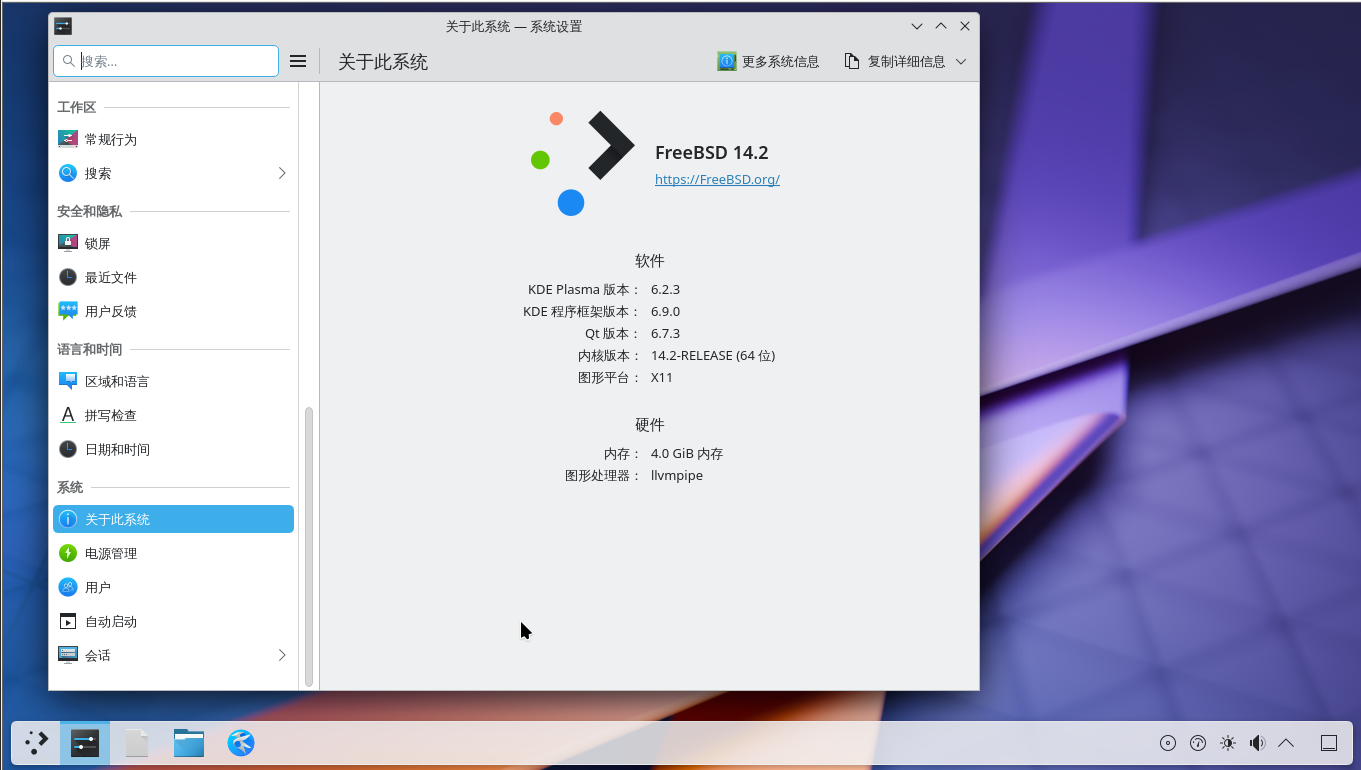 关于此系统 — 系统设置
搜索...
关于此系统
更多系统信息
复制详细信息
工作区
常规行为
搜索
安全和隐私
锁屏
最近文件
用户反馈
语言和时间
区域和语言
拼写检查
日期和时间
系统
关于此系统
电源管理
用户
自动启动
会话
FreeBSD 14.2
https://FreeBSD.org/
软件
KDE Plasma 版本： 6.2.3
KDE 程序框架版本： 6.9.0
Qt 版本： 6.7.3
内核版本： 14.2-RELEASE (64 位)
图形平台： X11
硬件
内存： 4.0 GiB 内存
图形处理器： llvmpipe